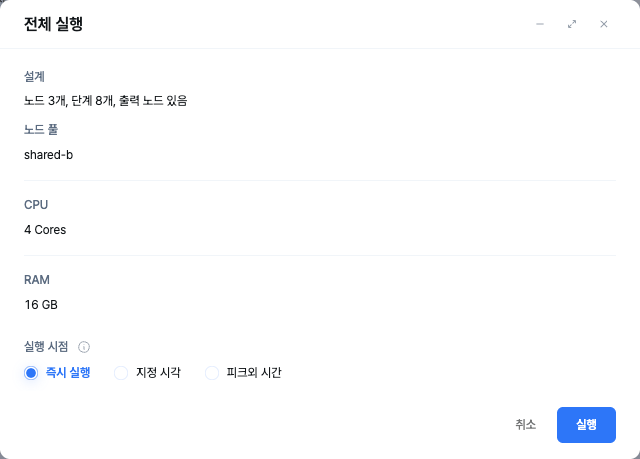 전체 실행
설계
노드 3개, 단계 8개, 출력 노드 있음
노드 풀
shared-b
CPU
4 Cores
RAM
16 GB
실행 시점
즉시 실행 지정 시각 피크외 시간
취소 실행